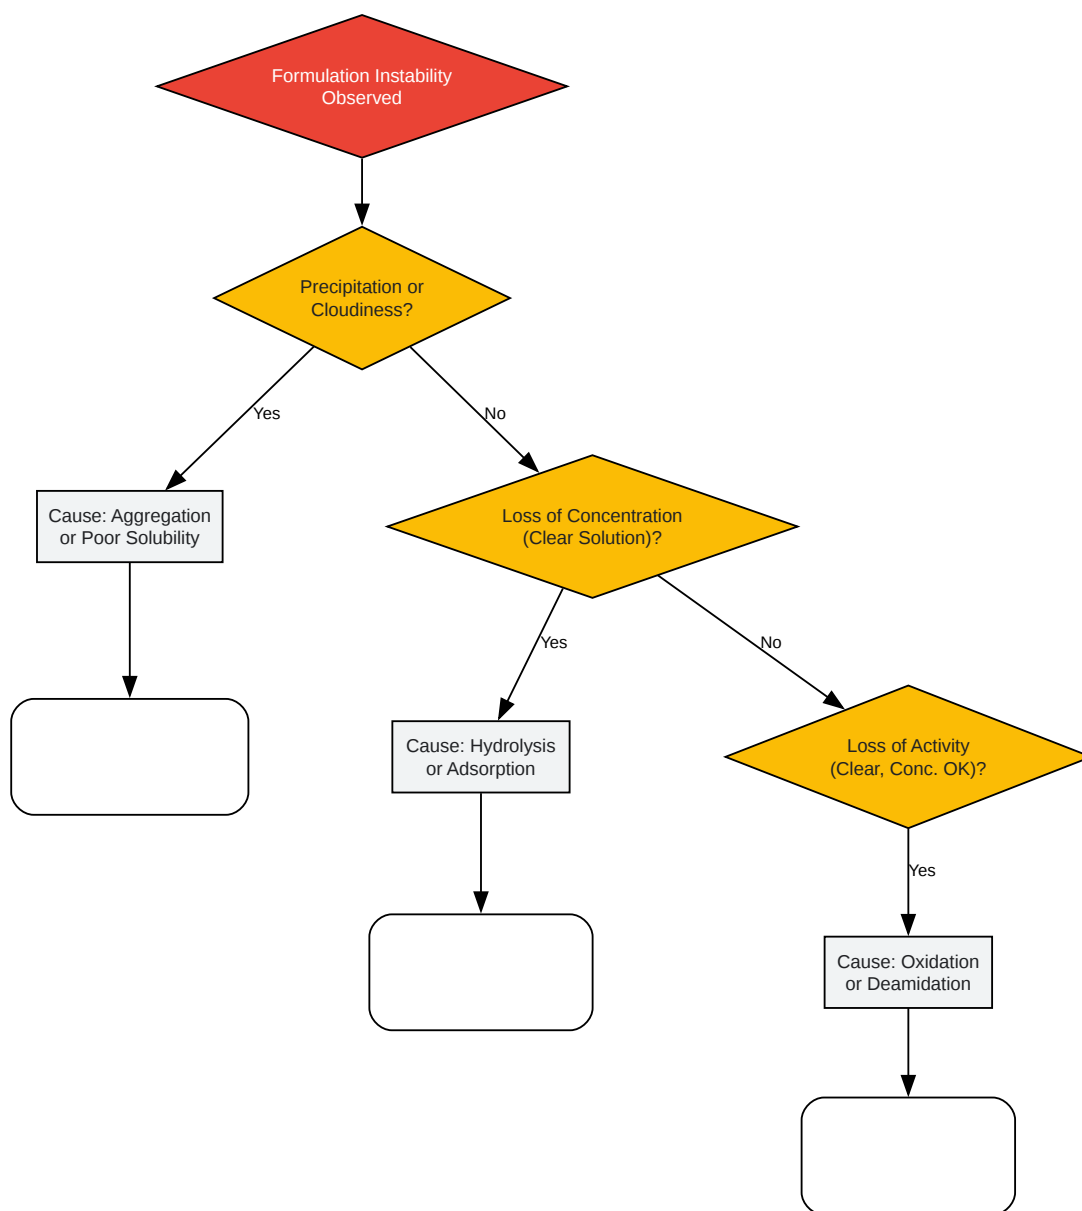 Formulation Instability
Observed
Precipitation or
Cloudiness?
Yes
No
Cause: Aggregation
or Poor Solubility
Loss of Concentration
(Clear Solution)?
Yes
No
Cause: Hydrolysis
or Adsorption
Loss of Activity
(Clear, Conc. OK)?
Yes
Cause: Oxidation
or Deamidation